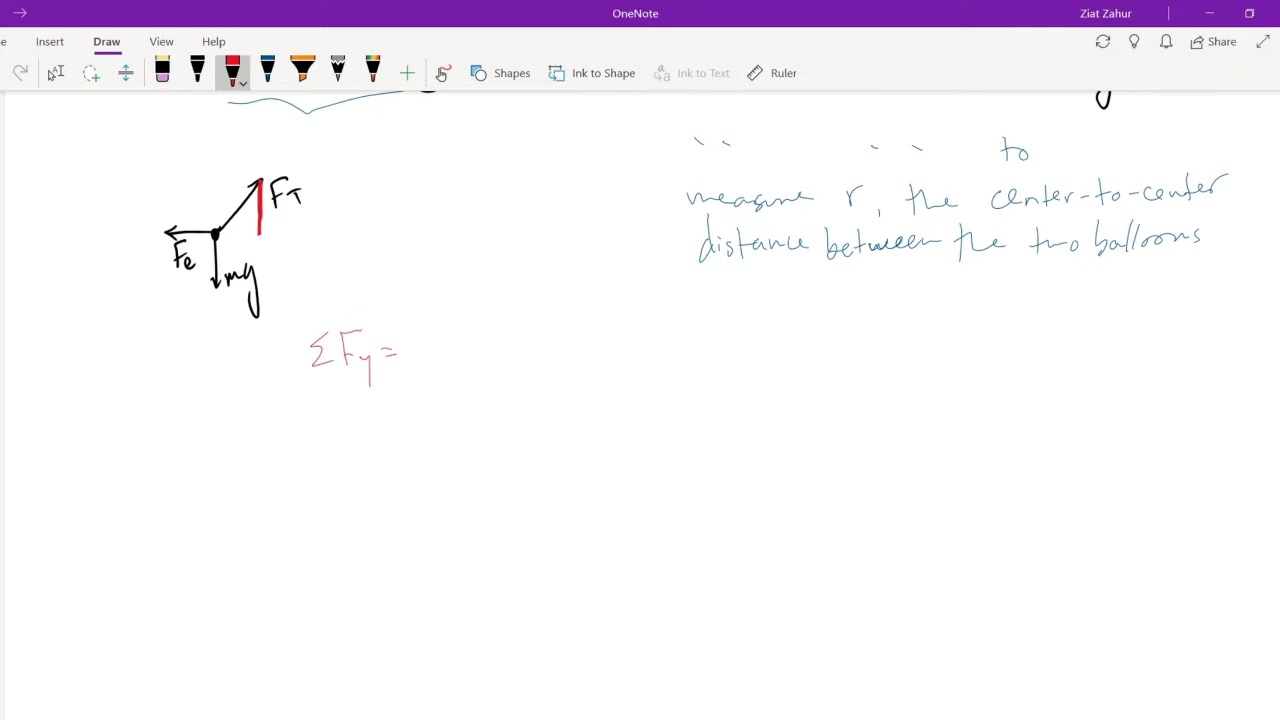 OneNote
Ziat Zahur
Insert Draw View Help
Share
Shapes
Ink to Shape
Ink to Text
Ruler
to
measure r, the center-to-center
distance between the two balloons
FT
Fe
mg
ΣFy =